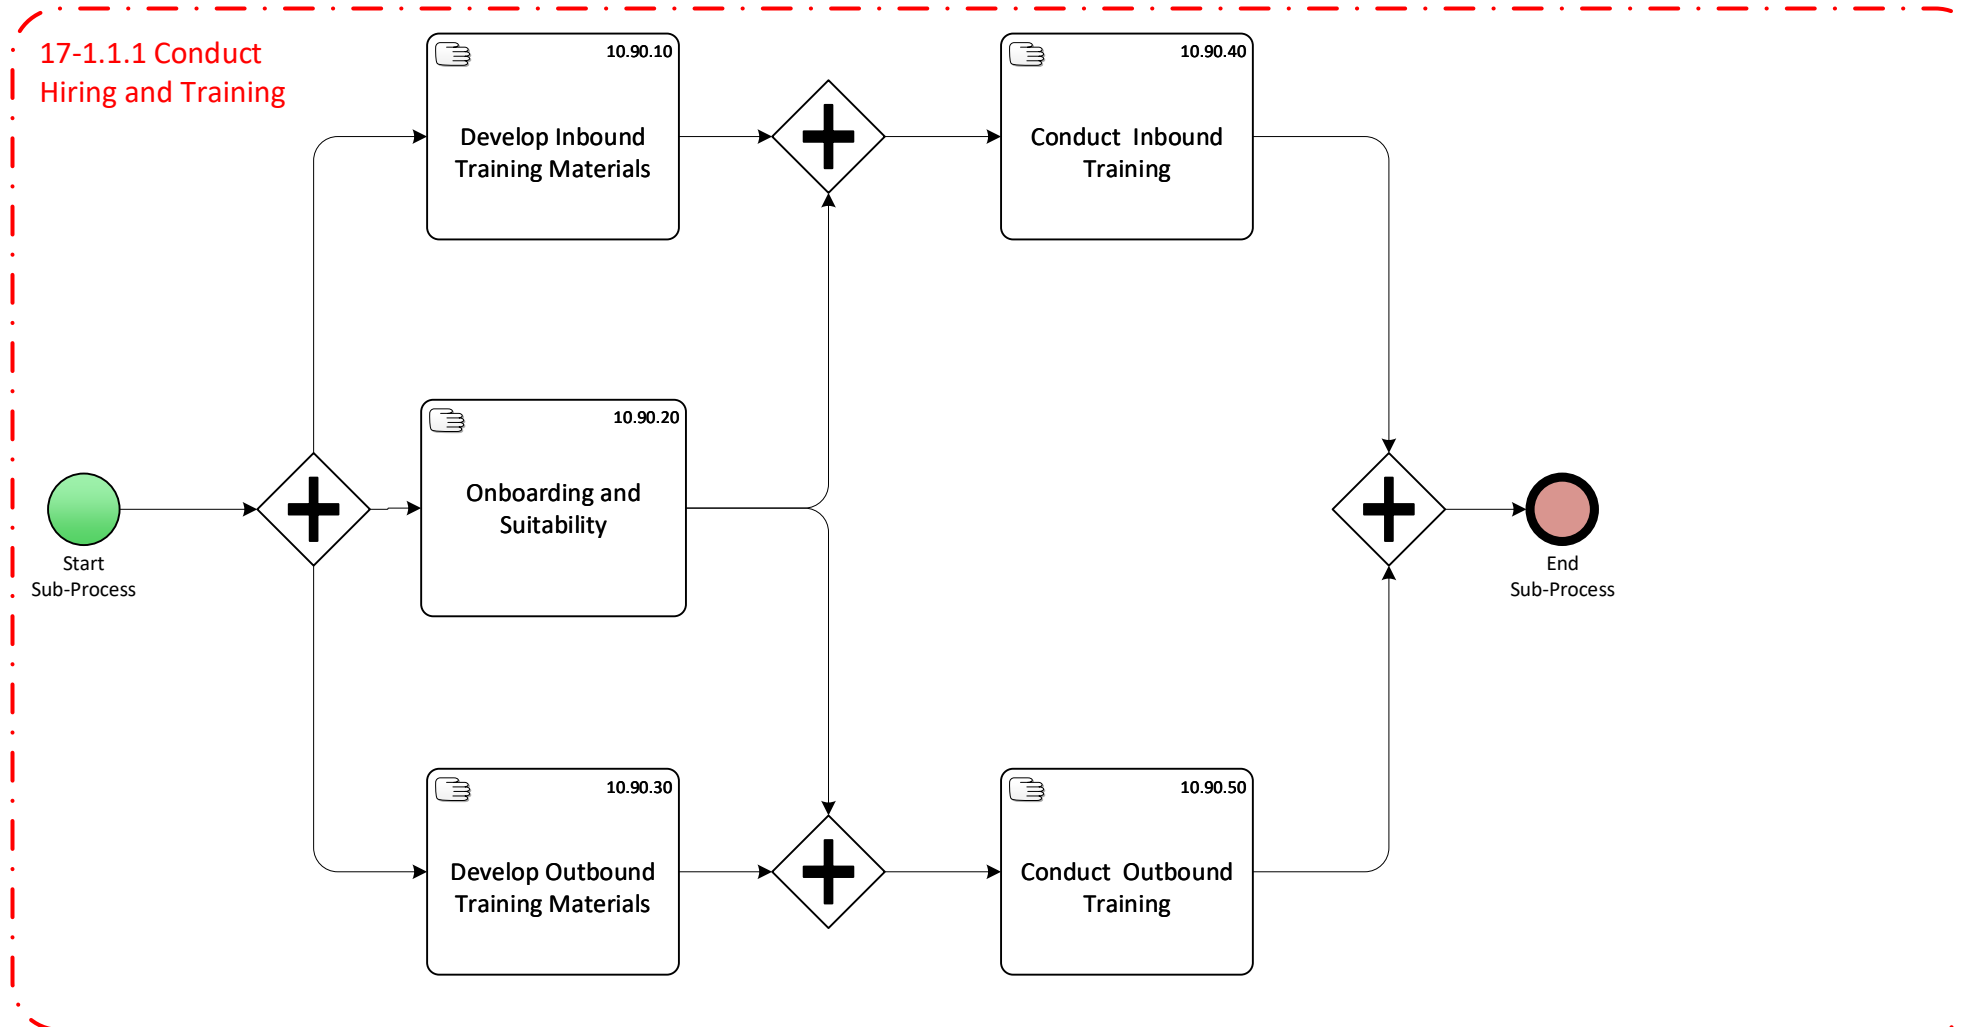 17-1.1.1 Conduct
Hiring and Training
10.90.10
Develop Inbound
Training Materials
10.90.40
Conduct Inbound
Training
10.90.20
Onboarding and
Suitability
Start
Sub-Process
End
Sub-Process
10.90.30
Develop Outbound
Training Materials
10.90.50
Conduct Outbound
Training